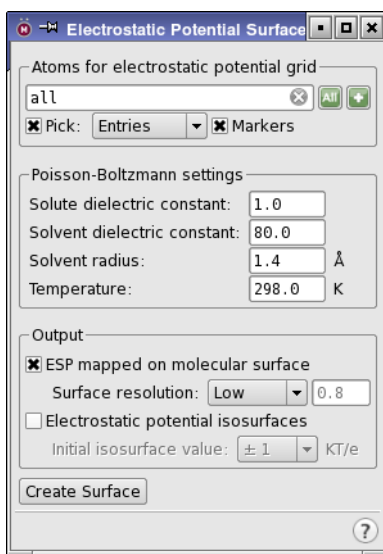 Electrostatic Potential Surface
Atoms for electrostatic potential grid
all All
Pick: Entries Markers
Poisson-Boltzmann settings
Solute dielectric constant: 1.0
Solvent dielectric constant: 80.0
Solvent radius: 1.4 Å
Temperature: 298.0 K
Output
ESP mapped on molecular surface
Surface resolution: Low 0.8
Electrostatic potential isosurfaces
Initial isosurface value: ± 1 KT/e
Create Surface
?